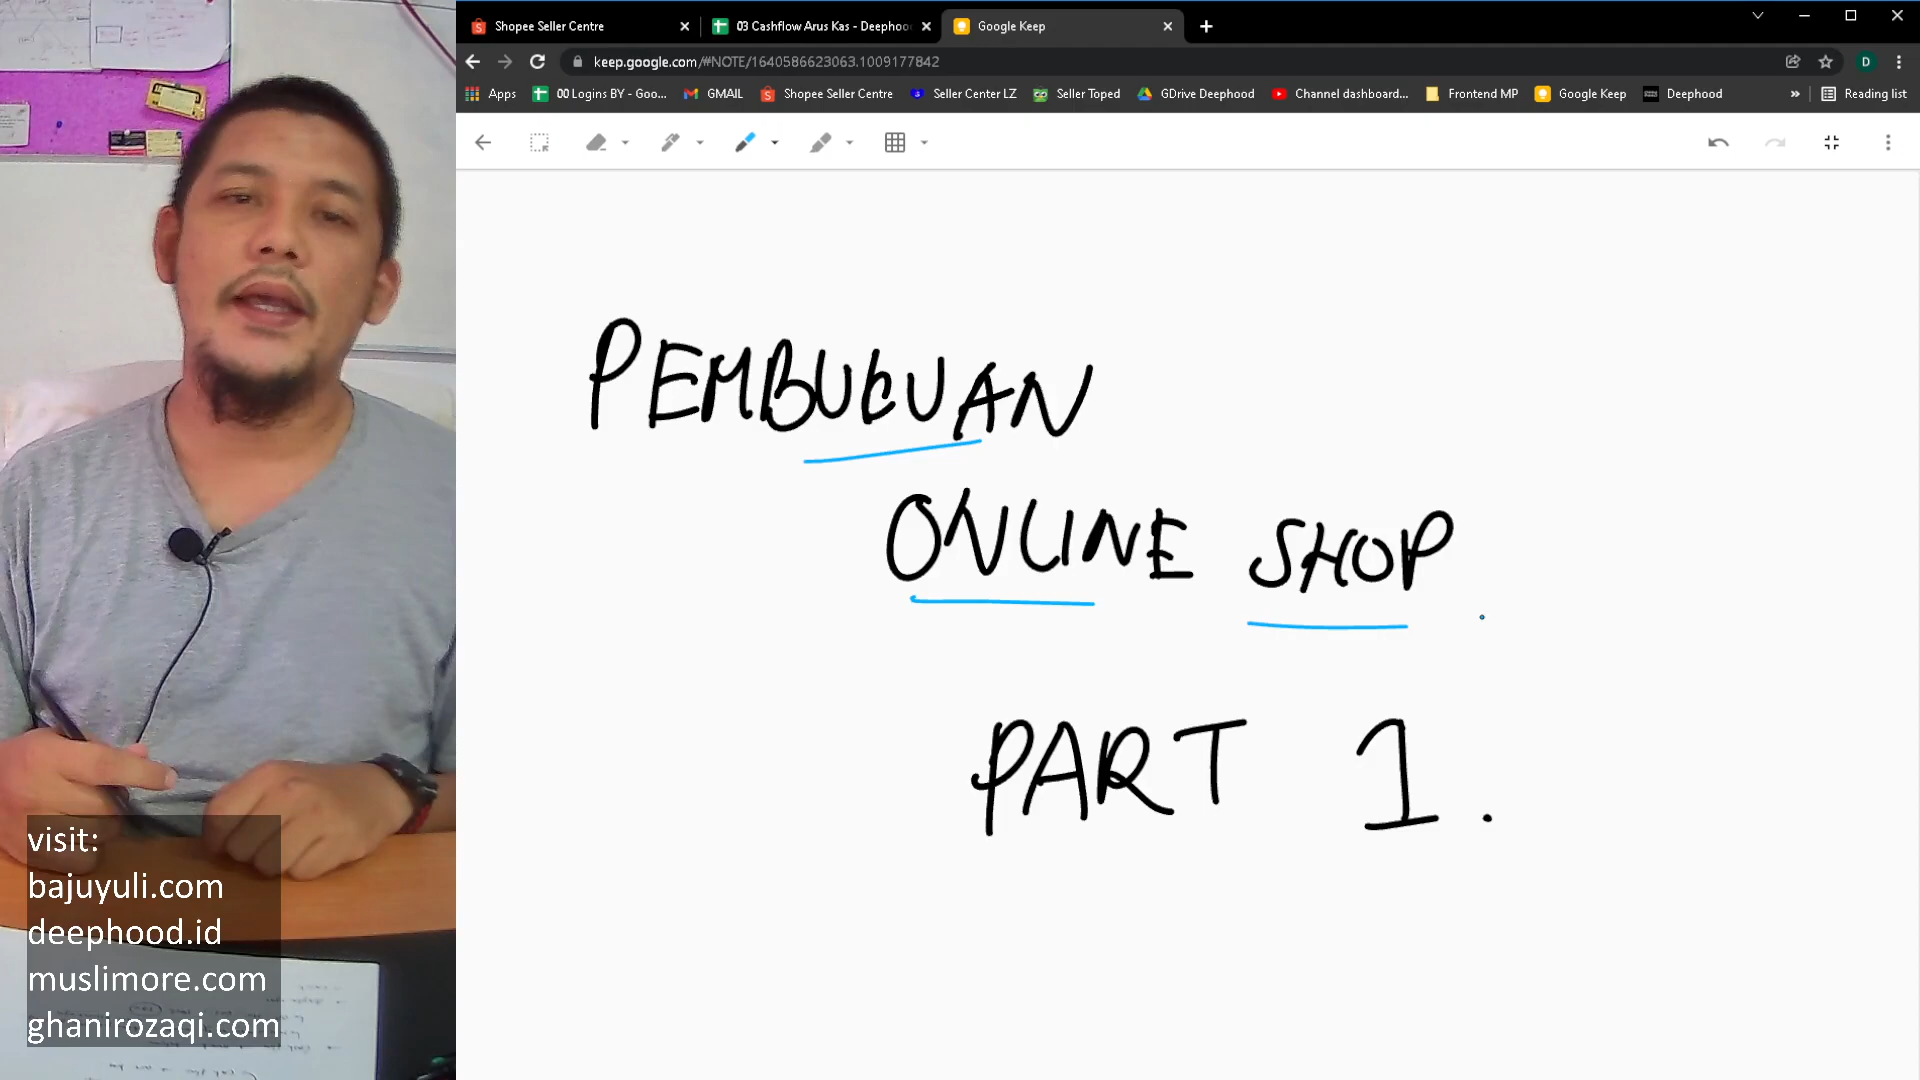 Shopee Seller Centre
03 Cashflow Arus Kas - Deephoo
Google Keep
keep.google.com/#NOTE/1640586623063.1009177842
D
Apps
00 Logins BY - Goo...
GMAIL
Shopee Seller Centre
Seller Center LZ
Seller Toped
GDrive Deephood
Channel dashboard...
Frontend MP
Google Keep
Deephood
»
Reading list
PEMBUKUAN
ONLINE SHOP
PART 1.
visit:
bajuyuli.com
deephood.id
muslimore.com
ghanirozaqi.com